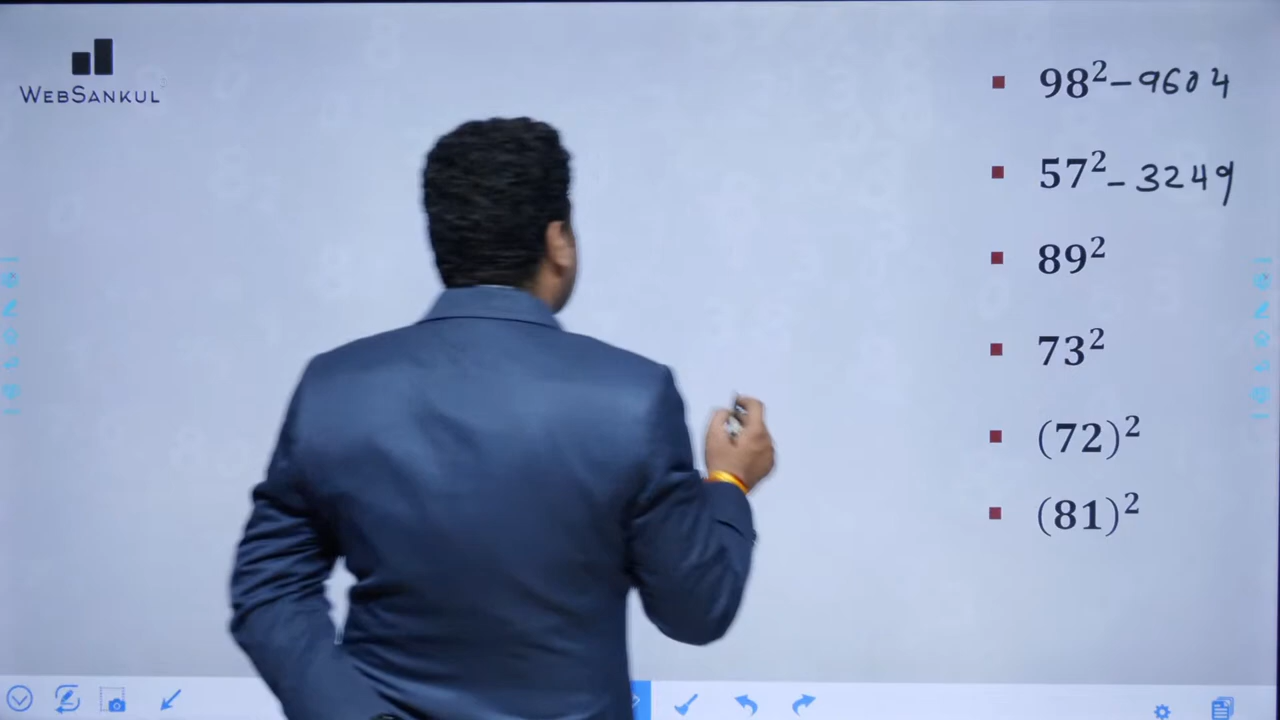 WEBSANKUL
▪ 98² – 9604
▪ 57² – 3249
▪ 89²
▪ 73²
▪ (72)²
▪ (81)²